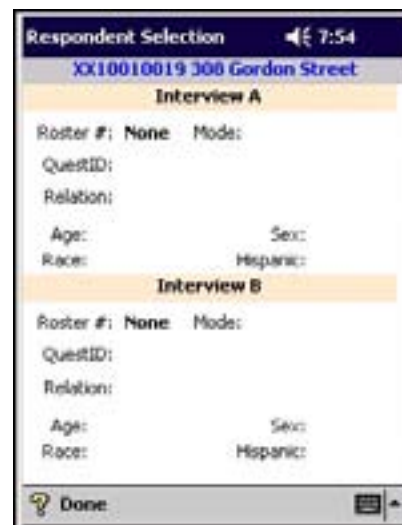 Respondent Selection 7:54
XX10010019 308 Gordon Street
Interview A
Roster #: None Mode:
QuestID:
Relation:
Age: Sex:
Race: Hispanic:
Interview B
Roster #: None Mode:
QuestID:
Relation:
Age: Sex:
Race: Hispanic:
? Done